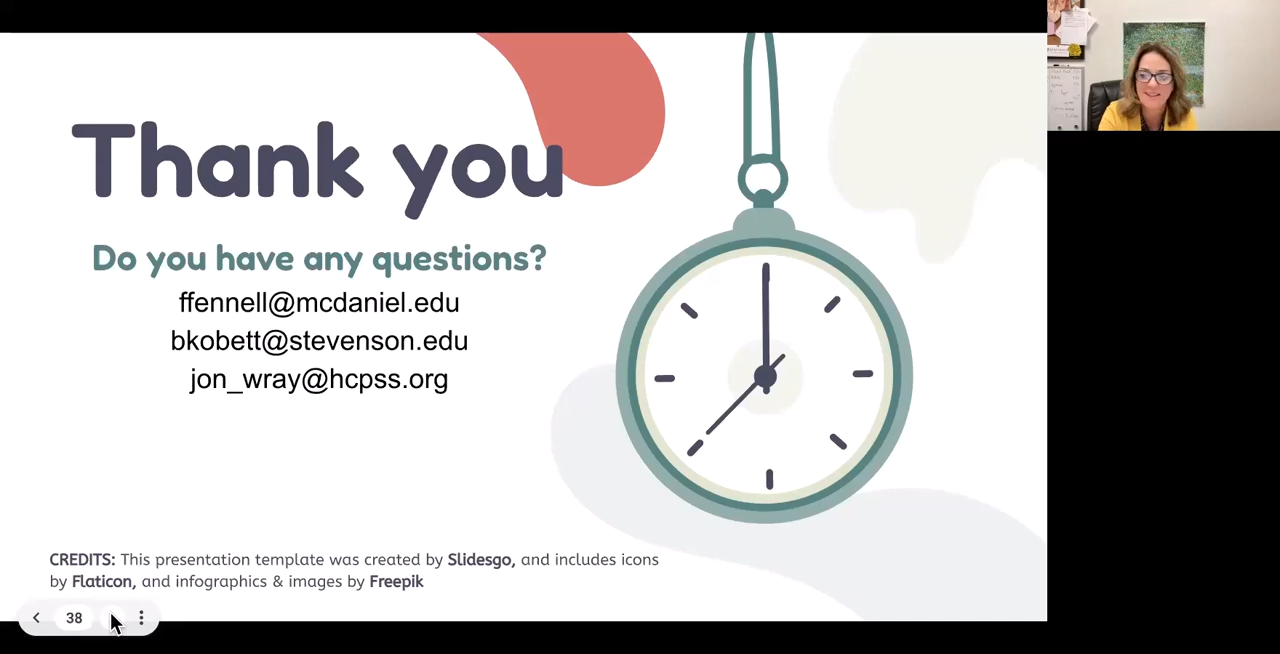 Thank you
Do you have any questions?
ffennell@mcdaniel.edu
bkobett@stevenson.edu
jon_wray@hcpss.org
CREDITS: This presentation template was created by Slidesgo, and includes icons
by Flaticon, and infographics & images by Freepik
38